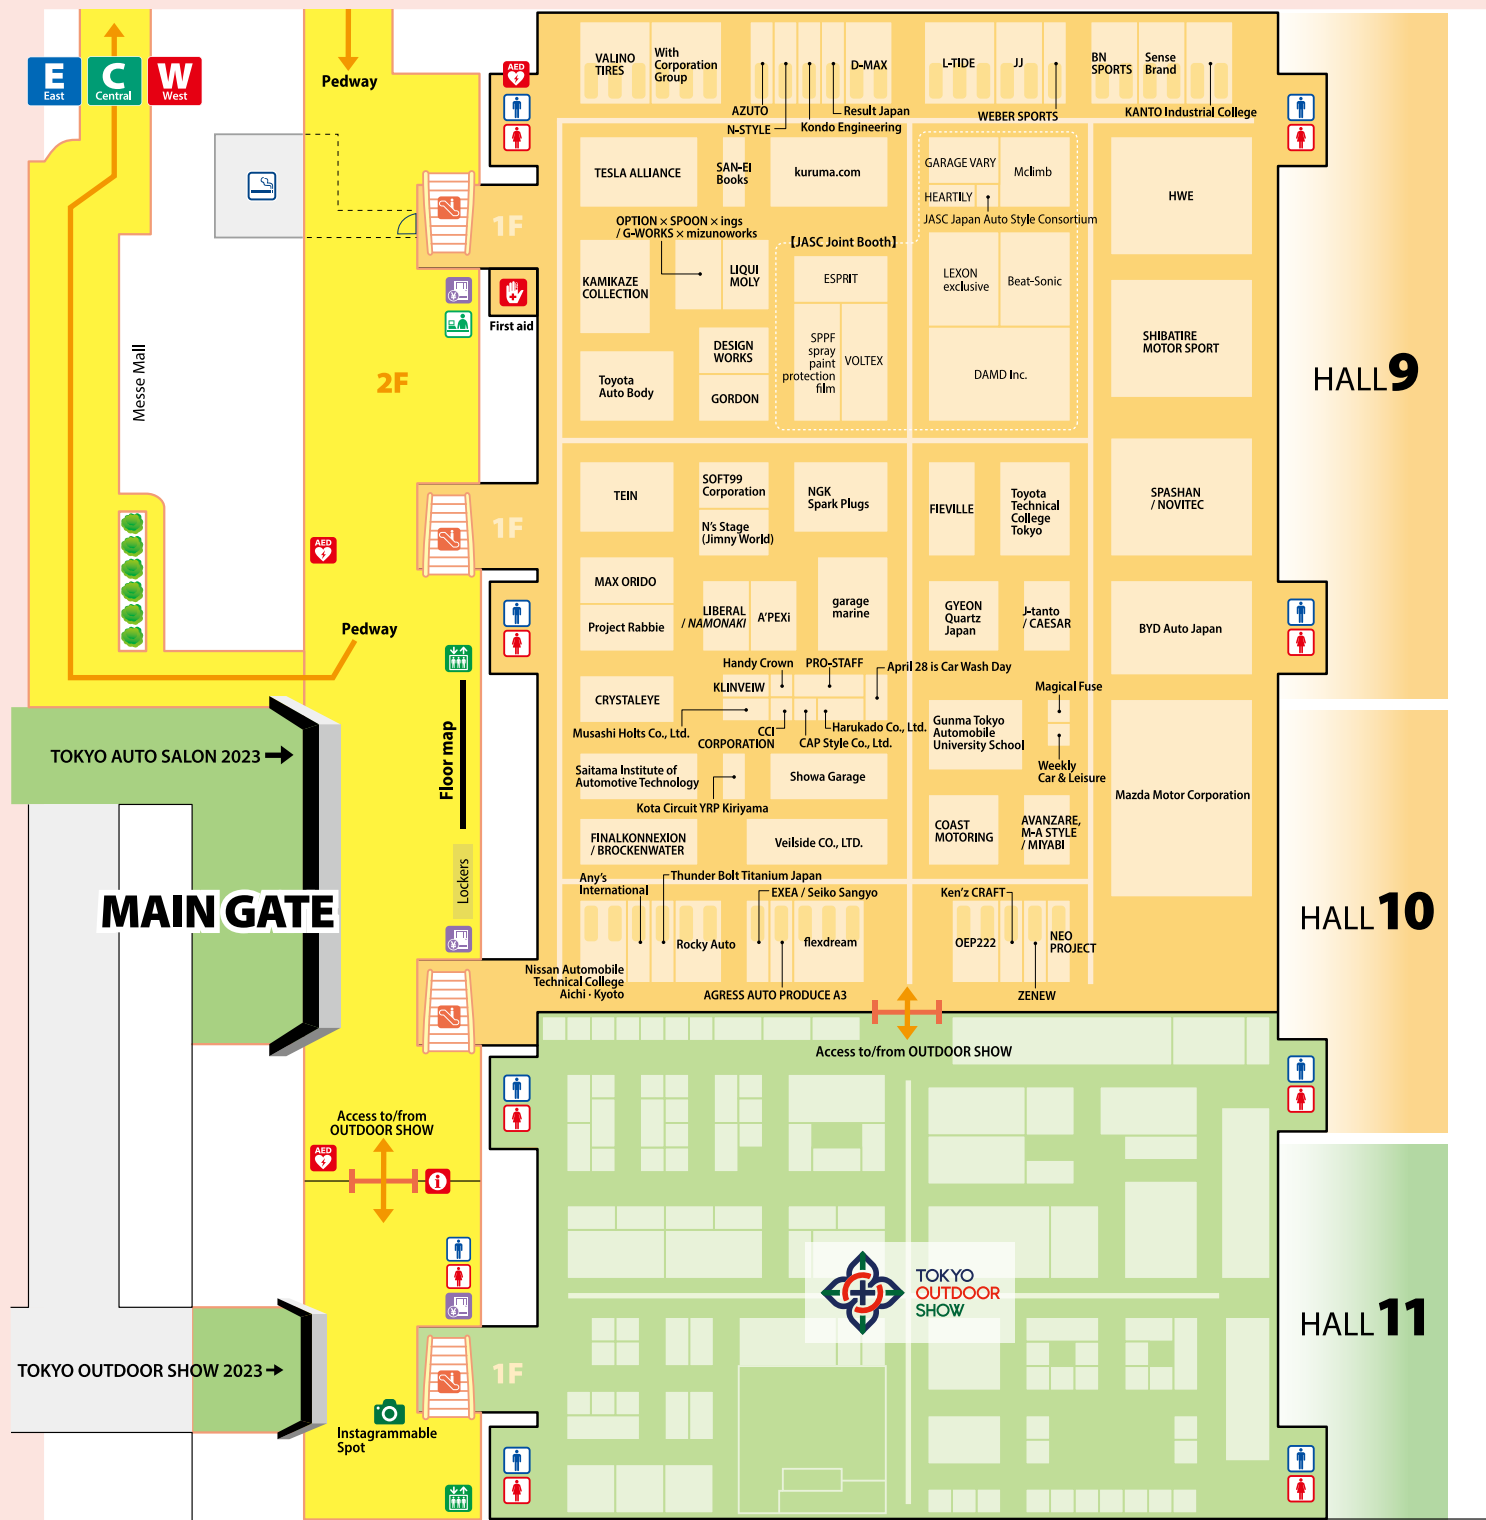 E
East
C
Central
W
West
Pedway
AED
VALINO
TIRES
With
Corporation
Group
D-MAX
AZUTO
Result Japan
N-STYLE
Kondo Engineering
L-TIDE
JJ
WEBER SPORTS
BN
SPORTS
Sense
Brand
KANTO Industrial College
TESLA ALLIANCE
SAN-EI
Books
kuruma.com
GARAGE VARY
Mclimb
HEARTILY
JASC Japan Auto Style Consortium
HWE
1F
OPTION × SPOON × ings
/ G-WORKS × mizunoworks
【JASC Joint Booth】
KAMIKAZE
COLLECTION
LIQUI
MOLY
ESPRIT
LEXON
exclusive
Beat-Sonic
First aid
SHIBATIRE
MOTOR SPORT
DESIGN
WORKS
SPPF
spray
paint
protection
film
VOLTEX
DAMD Inc.
Toyota
Auto Body
GORDON
Messe Mall
2F
HALL 9
TEIN
SOFT99
Corporation
NGK
Spark Plugs
FIEVILLE
Toyota
Technical
College
Tokyo
SPASHAN
/ NOVITEC
N's Stage
(Jimny World)
1F
AED
MAX ORIDO
Project Rabbie
LIBERAL
/ NAMONAKI
A'PEXi
garage
marine
GYEON
Quartz
Japan
J-tanto
/ CAESAR
BYD Auto Japan
Pedway
Handy Crown
PRO-STAFF
April 28 is Car Wash Day
KLINVEIW
CRYSTALEYE
Magical Fuse
Musashi Holts Co., Ltd.
CCI
CORPORATION
Harukado Co., Ltd.
CAP Style Co., Ltd.
Gunma Tokyo
Automobile
University School
Weekly
Car & Leisure
TOKYO AUTO SALON 2023
Floor map
Saitama Institute of
Automotive Technology
Showa Garage
Kota Circuit YRP Kiriyama
Mazda Motor Corporation
FINALKONNEXION
/ BROCKENWATER
Veilside CO., LTD.
COAST
MOTORING
AVANZARE,
M-A STYLE
/ MIYABI
Lockers
MAIN GATE
Any's
International
Thunder Bolt Titanium Japan
EXEA / Seiko Sangyo
Ken'z CRAFT
HALL 10
Rocky Auto
flexdream
OEP222
NEO
PROJECT
Nissan Automobile
Technical College
Aichi · Kyoto
AGRESS AUTO PRODUCE A3
ZENEW
Access to/from OUTDOOR SHOW
Access to/from
OUTDOOR SHOW
AED
TOKYO
OUTDOOR
SHOW
HALL 11
TOKYO OUTDOOR SHOW 2023
1F
Instagrammable
Spot